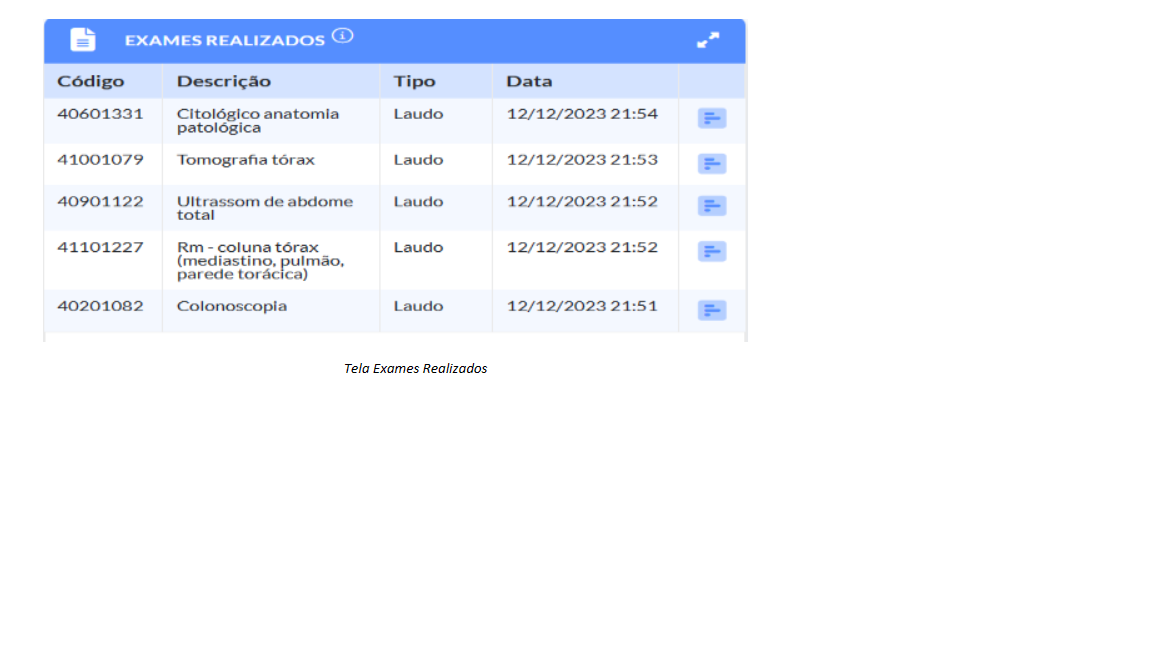 EXAMES REALIZADOS
Código Descrição Tipo Data
40601331 Citológico anatomia Laudo 12/12/2023 21:54
patológica
41001079 Tomografia tórax Laudo 12/12/2023 21:53
40901122 Ultrassom de abdome Laudo 12/12/2023 21:52
total
41101227 Rm - coluna tórax Laudo 12/12/2023 21:52
(mediastino, pulmão,
parede torácica)
40201082 Colonoscopia Laudo 12/12/2023 21:51
Tela Exames Realizados